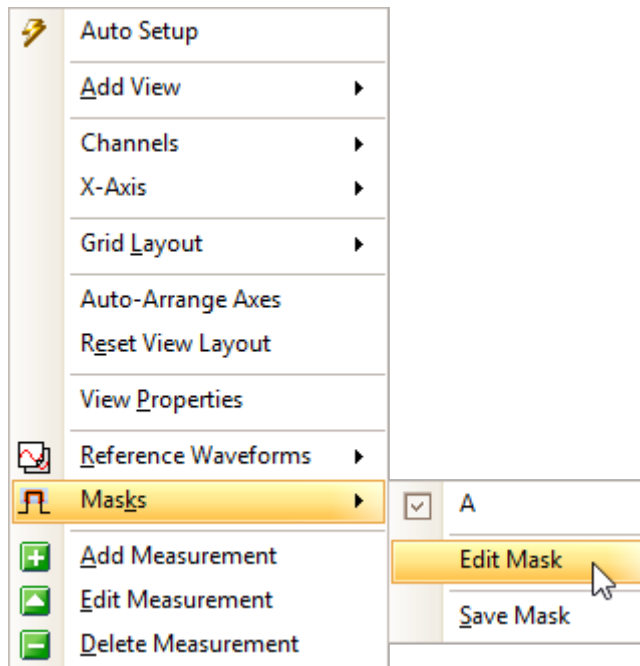 Auto Setup
Add View
Channels
X-Axis
Grid Layout
Auto-Arrange Axes
Reset View Layout
View Properties
Reference Waveforms
Masks
A
Add Measurement
Edit Mask
Edit Measurement
Save Mask
Delete Measurement